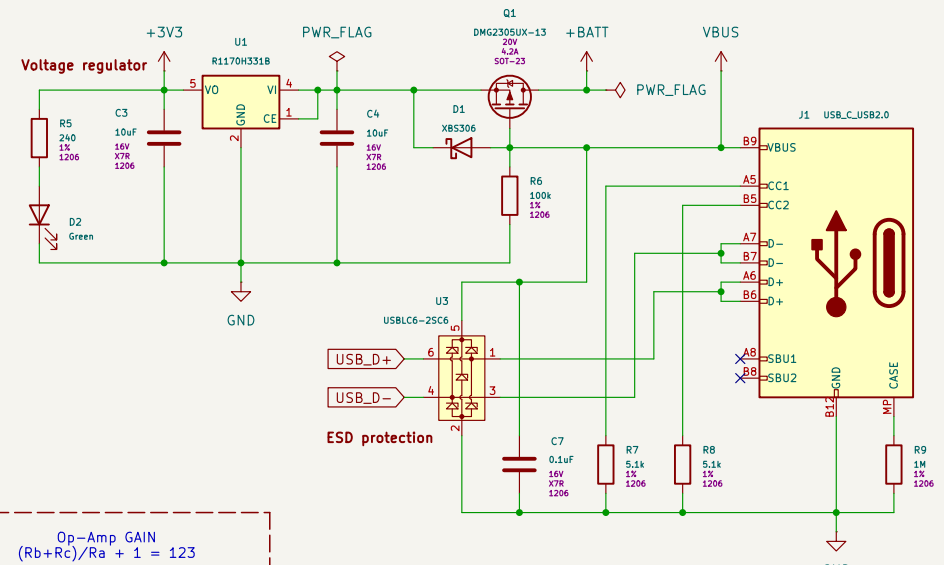 Q1
DMG2305UX-13
20V
4.2A
SOT-23
+3V3
PWR_FLAG
+BATT
VBUS
PWR_FLAG
Voltage regulator
U1
R1170H331B
5
VO
VI
4
CE
1
GND
2
R5
240
1%
1206
C3
10uF
16V
X7R
1206
C4
10uF
16V
X7R
1206
D1
XBS306
R6
100k
1%
1206
D2
Green
GND
J1
USB_C_USB2.0
B9
VBUS
A5
CC1
B5
CC2
A7
D-
B7
D-
A6
D+
B6
D+
A8
SBU1
B8
SBU2
GND
B12
CASE
MP
U3
USBLC6-2SC6
5
USB_D+
6
1
USB_D-
4
3
2
ESD protection
C7
0.1uF
16V
X7R
1206
R7
5.1k
1%
1206
R8
5.1k
1%
1206
R9
1M
1%
1206
Op-Amp GAIN
(Rb+Rc)/Ra + 1 = 123